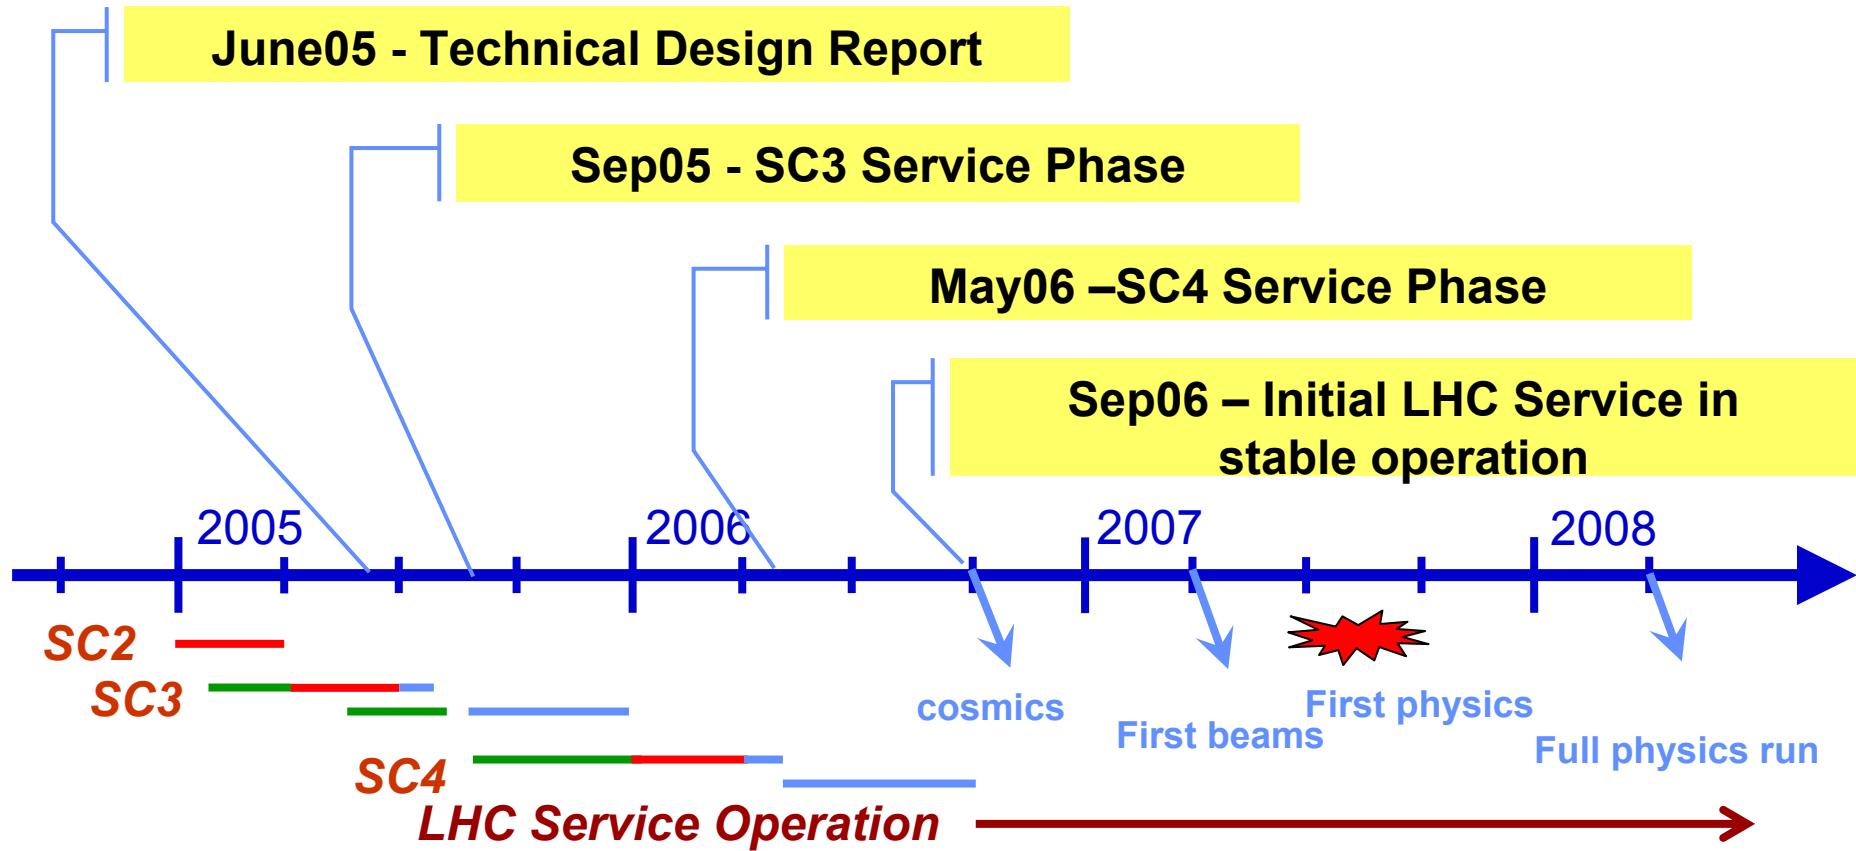 June05 - Technical Design Report
Sep05 - SC3 Service Phase
May06 –SC4 Service Phase
Sep06 – Initial LHC Service in
stable operation
2005
2006
2007
2008
SC2
SC3
cosmics
First physics
First beams
Full physics run
SC4
LHC Service Operation